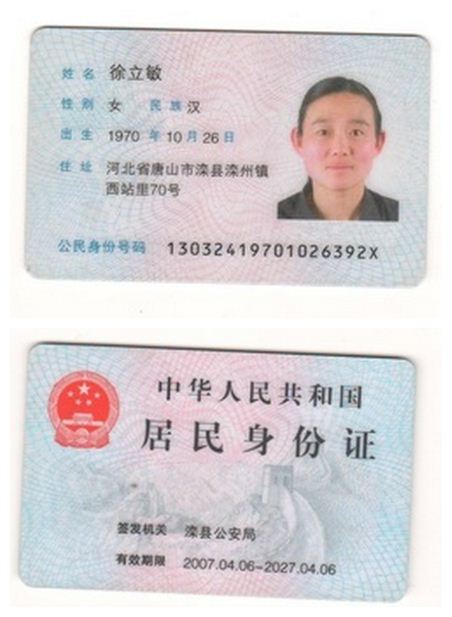 姓名 徐立敏
性别 女 民族 汉
出生 1970 年 10 月 26 日
住址 河北省唐山市滦县滦州镇
西站里70号
公民身份号码 13032419701026392X
中华人民共和国
居民身份证
签发机关 滦县公安局
有效期限 2007.04.06-2027.04.06